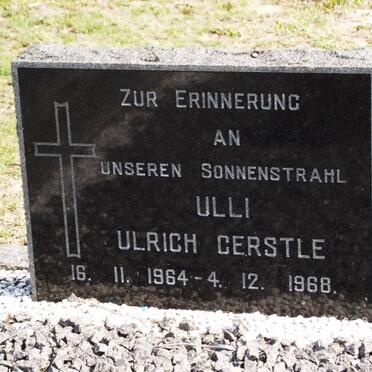 ZUR ERINNERUNG
AN
UNSEREN SONNENSTRAHL
ULLI
ULRICH GERSTLE
16. 11. 1964 - 4. 12. 1968.